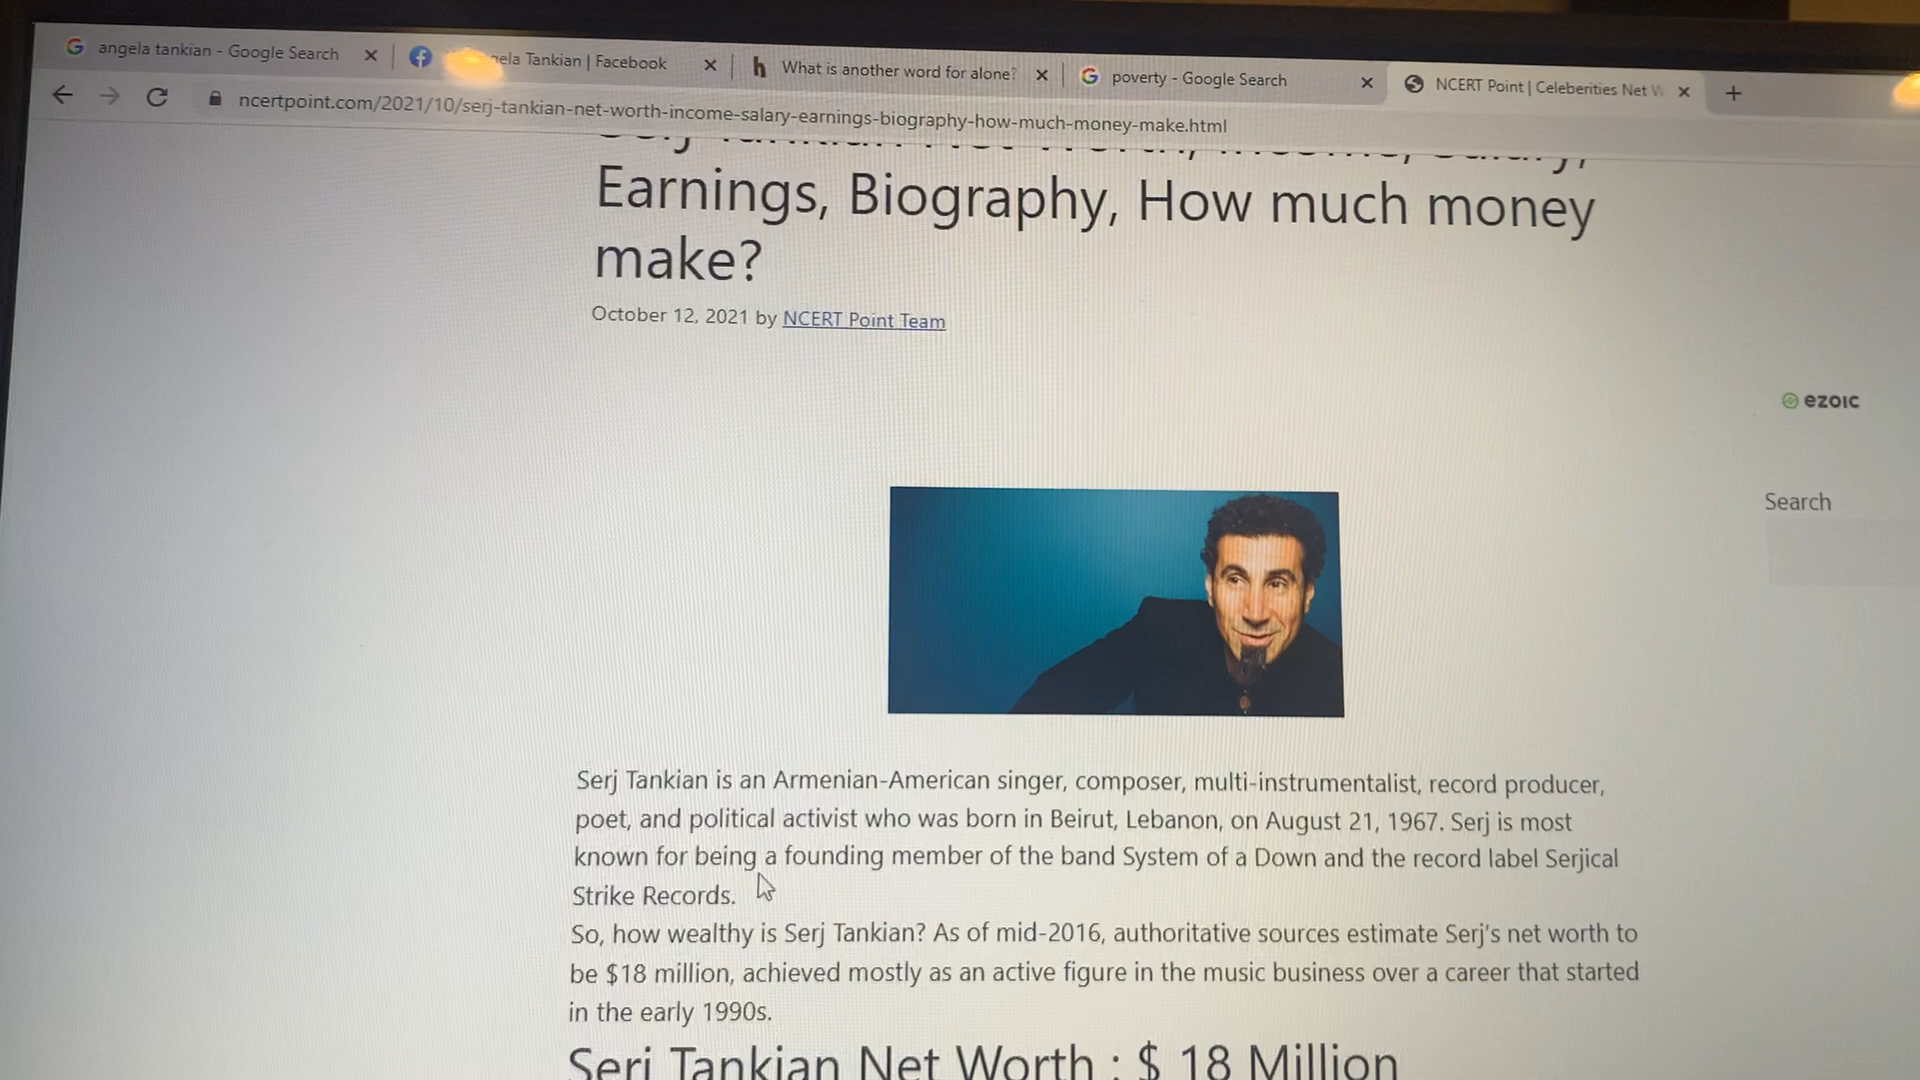 angela tankian - Google Search
ela Tankian | Facebook
What is another word for alone?
poverty - Google Search
NCERT Point | Celeberities Net W
ncertpoint.com/2021/10/serj-tankian-net-worth-income-salary-earnings-biography-how-much-money-make.html
Earnings, Biography, How much money
make?
October 12, 2021 by NCERT Point Team
ezoic
Search
Serj Tankian is an Armenian-American singer, composer, multi-instrumentalist, record producer,
poet, and political activist who was born in Beirut, Lebanon, on August 21, 1967. Serj is most
known for being a founding member of the band System of a Down and the record label Serjical
Strike Records.
So, how wealthy is Serj Tankian? As of mid-2016, authoritative sources estimate Serj's net worth to
be $18 million, achieved mostly as an active figure in the music business over a career that started
in the early 1990s.
Serj Tankian Net Worth : $ 18 Million